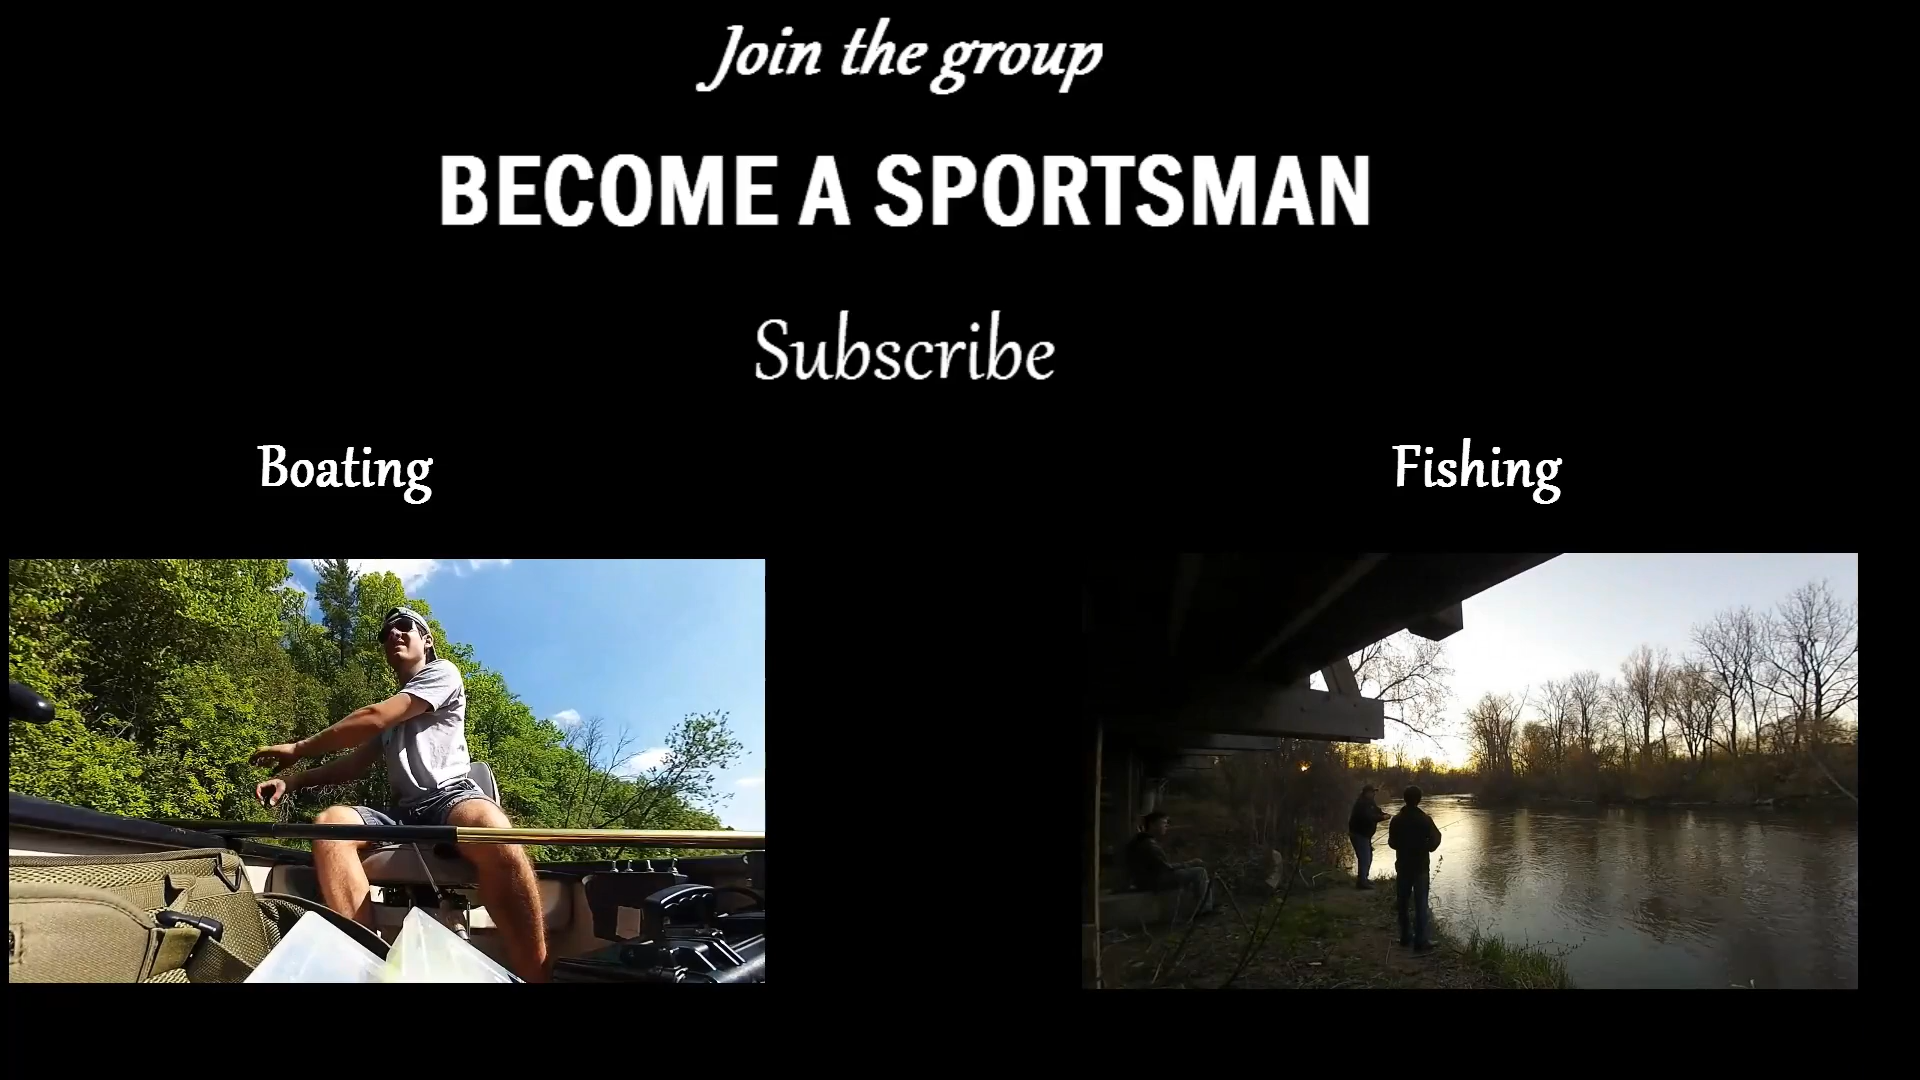 Join the group
BECOME A SPORTSMAN
Subscribe
Boating
Fishing